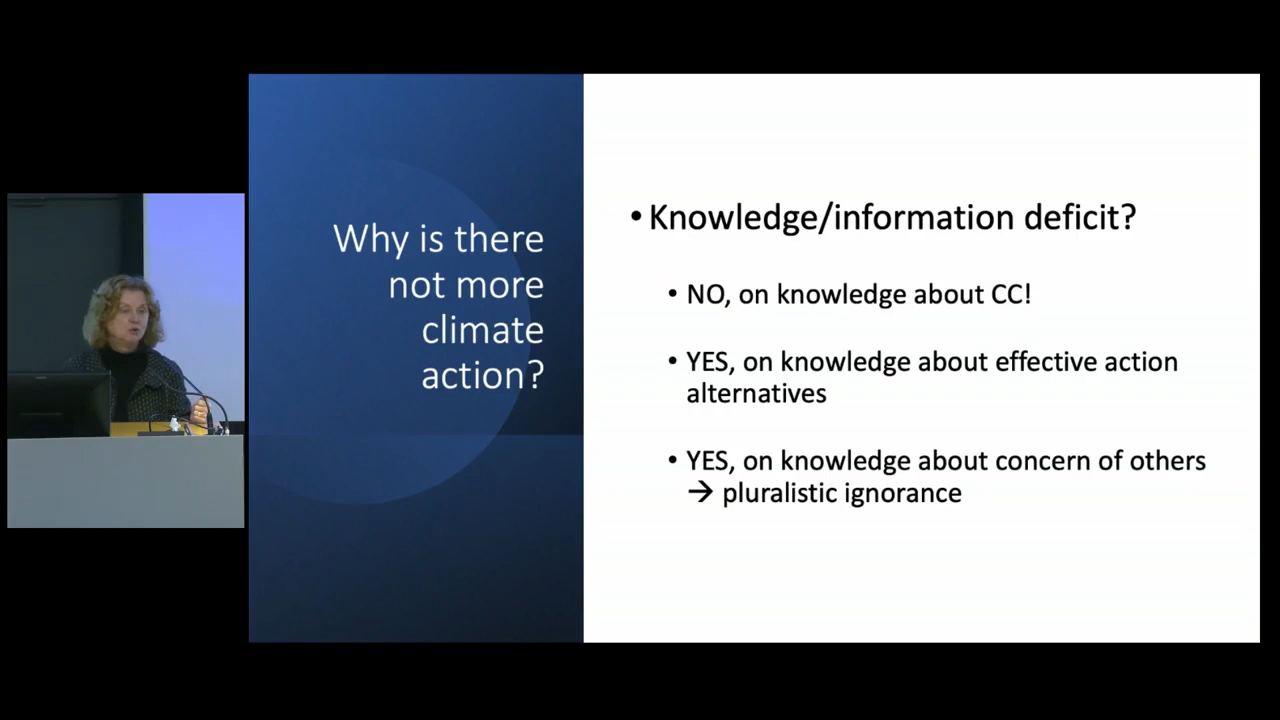 Why is there
not more
climate
action?
• Knowledge/information deficit?
• NO, on knowledge about CC!
• YES, on knowledge about effective action
alternatives
• YES, on knowledge about concern of others
→ pluralistic ignorance